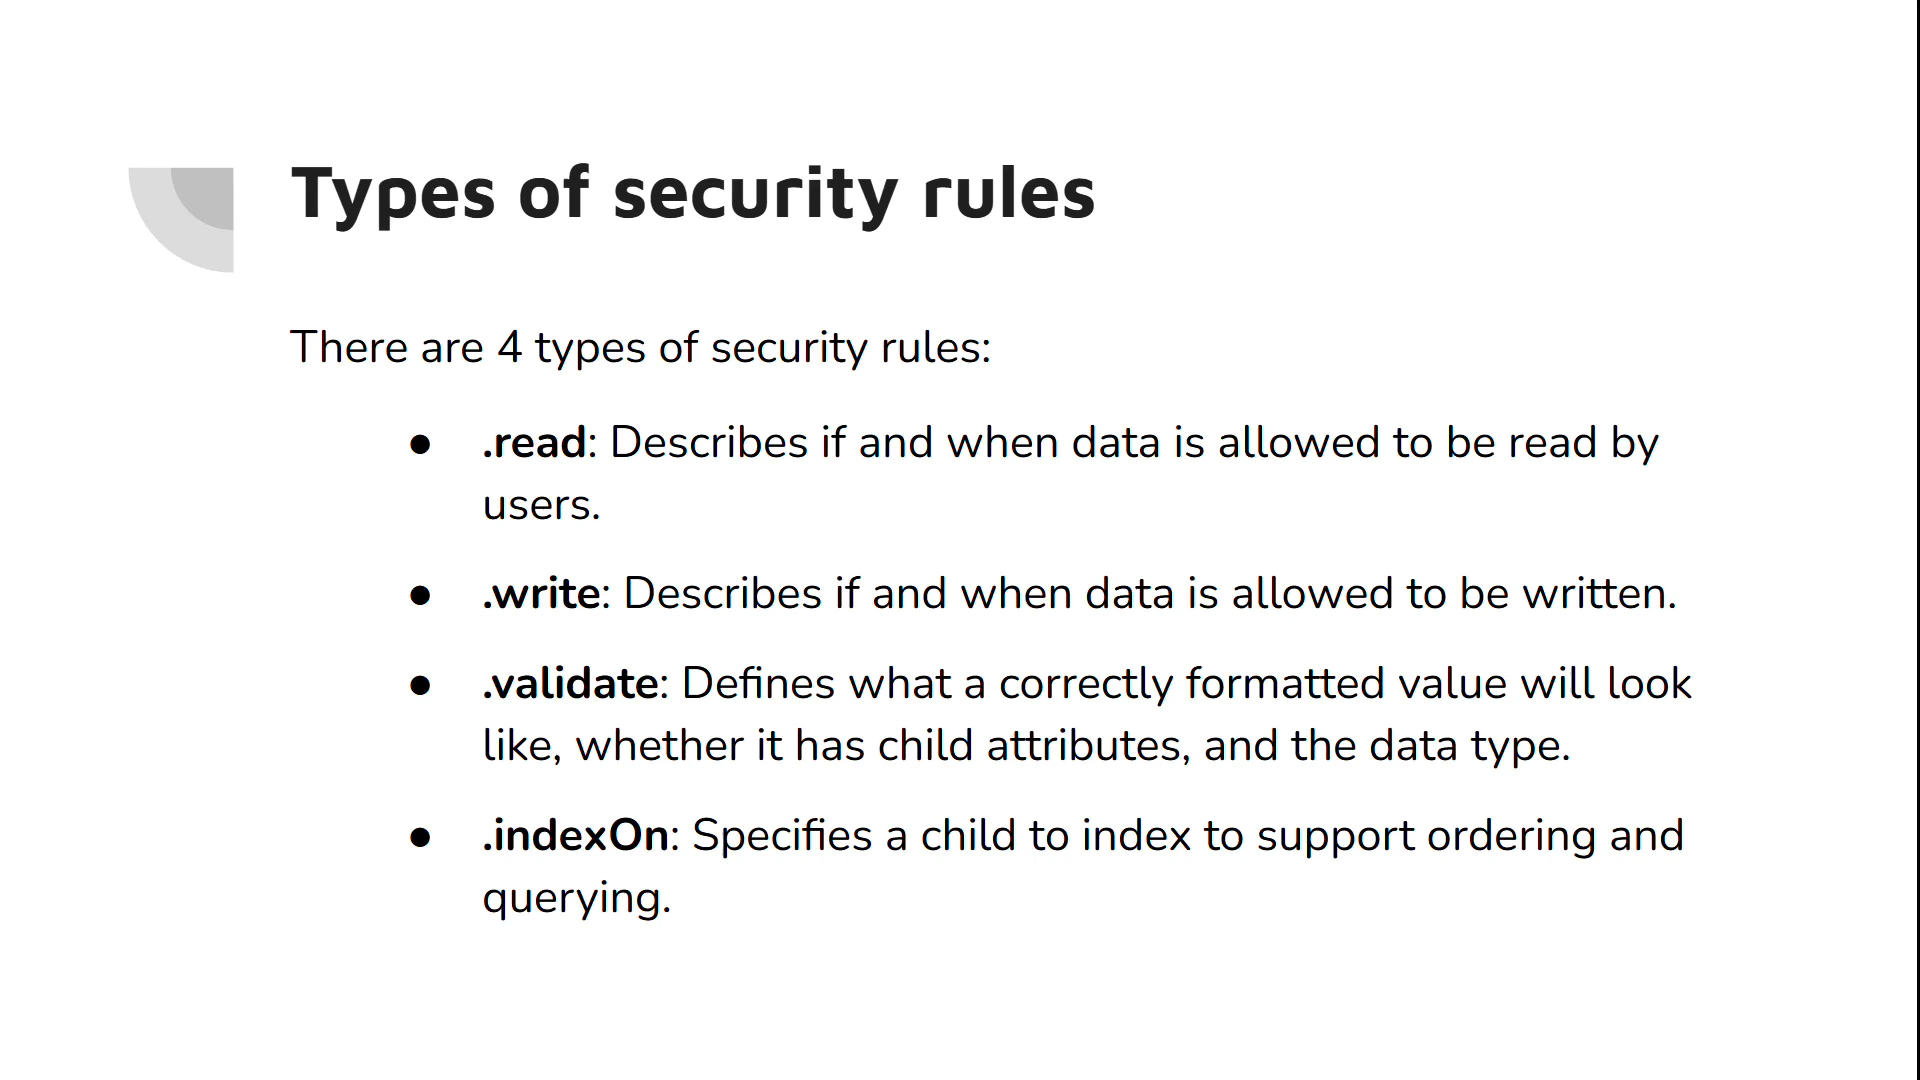 Types of security rules
There are 4 types of security rules:
● .read: Describes if and when data is allowed to be read by
users.
● .write: Describes if and when data is allowed to be written.
● .validate: Defines what a correctly formatted value will look
like, whether it has child attributes, and the data type.
● .indexOn: Specifies a child to index to support ordering and
querying.